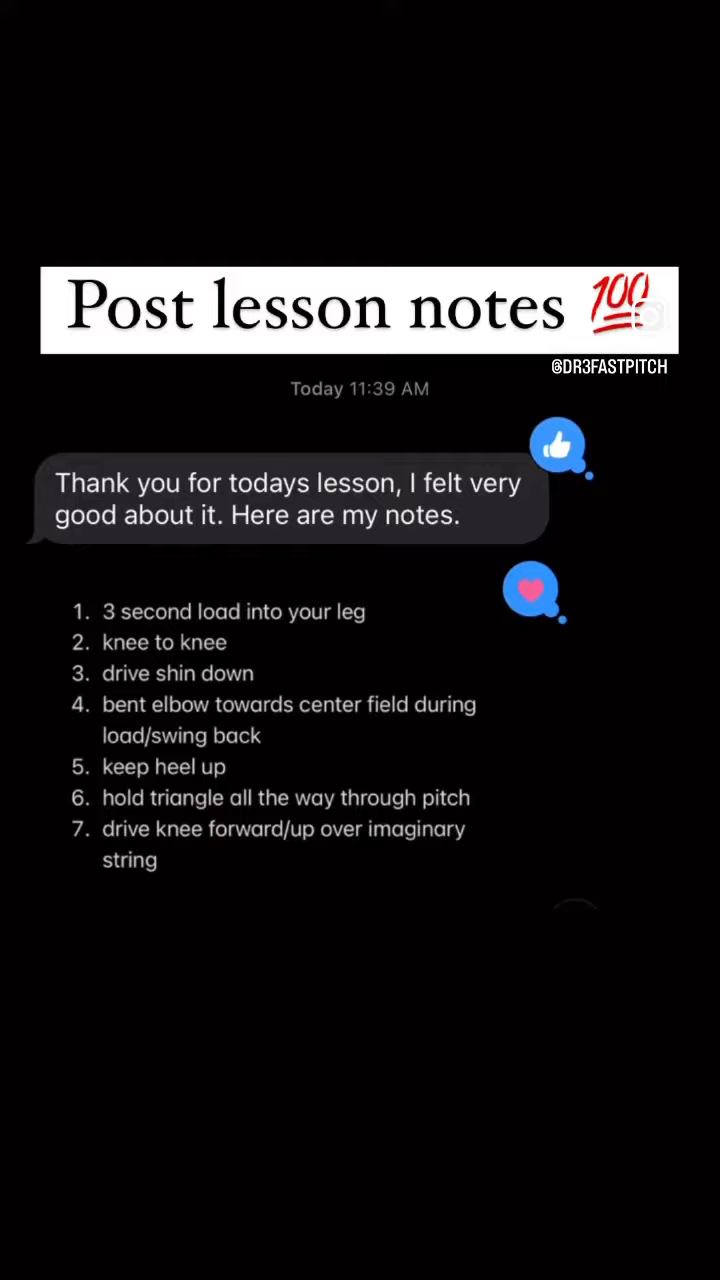 Post lesson notes 💯
@DR3FASTPITCH
Today 11:39 AM
Thank you for todays lesson, I felt very
good about it. Here are my notes.
1. 3 second load into your leg
2. knee to knee
3. drive shin down
4. bent elbow towards center field during
load/swing back
5. keep heel up
6. hold triangle all the way through pitch
7. drive knee forward/up over imaginary
string